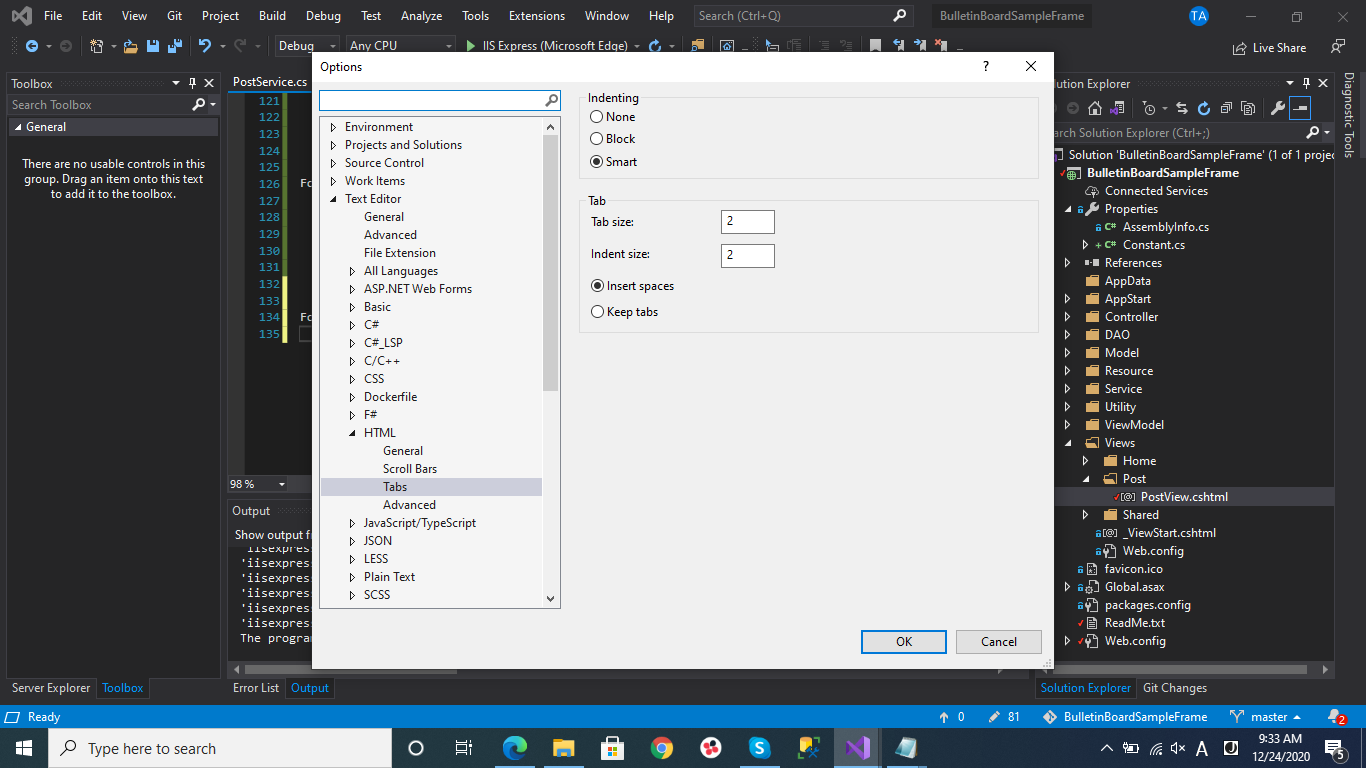 File Edit View Git Project Build Debug Test Analyze Tools Extensions Window Help Search (Ctrl+Q) BulletinBoardSampleFrame TA
Debug Any CPU IIS Express (Microsoft Edge) Live Share
Toolbox
Search Toolbox
General
There are no usable controls in this
group. Drag an item onto this text
to add it to the toolbox.
Server Explorer Toolbox
PostService.cs
121
122
123
124
125
126
127
128
129
130
131
132
133
134
135
98 %
Output
Show output f
'iisexpres
'iisexpres
'iisexpres
'iisexpres
'iisexpres
'iisexpres
The progra
Error List Output
Options
?
Environment
Projects and Solutions
Source Control
Work Items
Text Editor
General
Advanced
File Extension
All Languages
ASP.NET Web Forms
Basic
C#
C#_LSP
C/C++
CSS
Dockerfile
F#
HTML
General
Scroll Bars
Tabs
Advanced
JavaScript/TypeScript
JSON
LESS
Plain Text
SCSS
Indenting
None
Block
Smart
Tab
Tab size: 2
Indent size: 2
Insert spaces
Keep tabs
OK Cancel
olution Explorer
arch Solution Explorer (Ctrl+;)
Solution 'BulletinBoardSampleFrame' (1 of 1 projec
BulletinBoardSampleFrame
Connected Services
Properties
AssemblyInfo.cs
Constant.cs
References
AppData
AppStart
Controller
DAO
Model
Resource
Service
Utility
ViewModel
Views
Home
Post
PostView.cshtml
Shared
_ViewStart.cshtml
Web.config
favicon.ico
Global.asax
packages.config
ReadMe.txt
Web.config
Solution Explorer Git Changes
Diagnostic Tools
Ready 0 81 BulletinBoardSampleFrame master 2
Type here to search
A
9:33 AM
12/24/2020
5